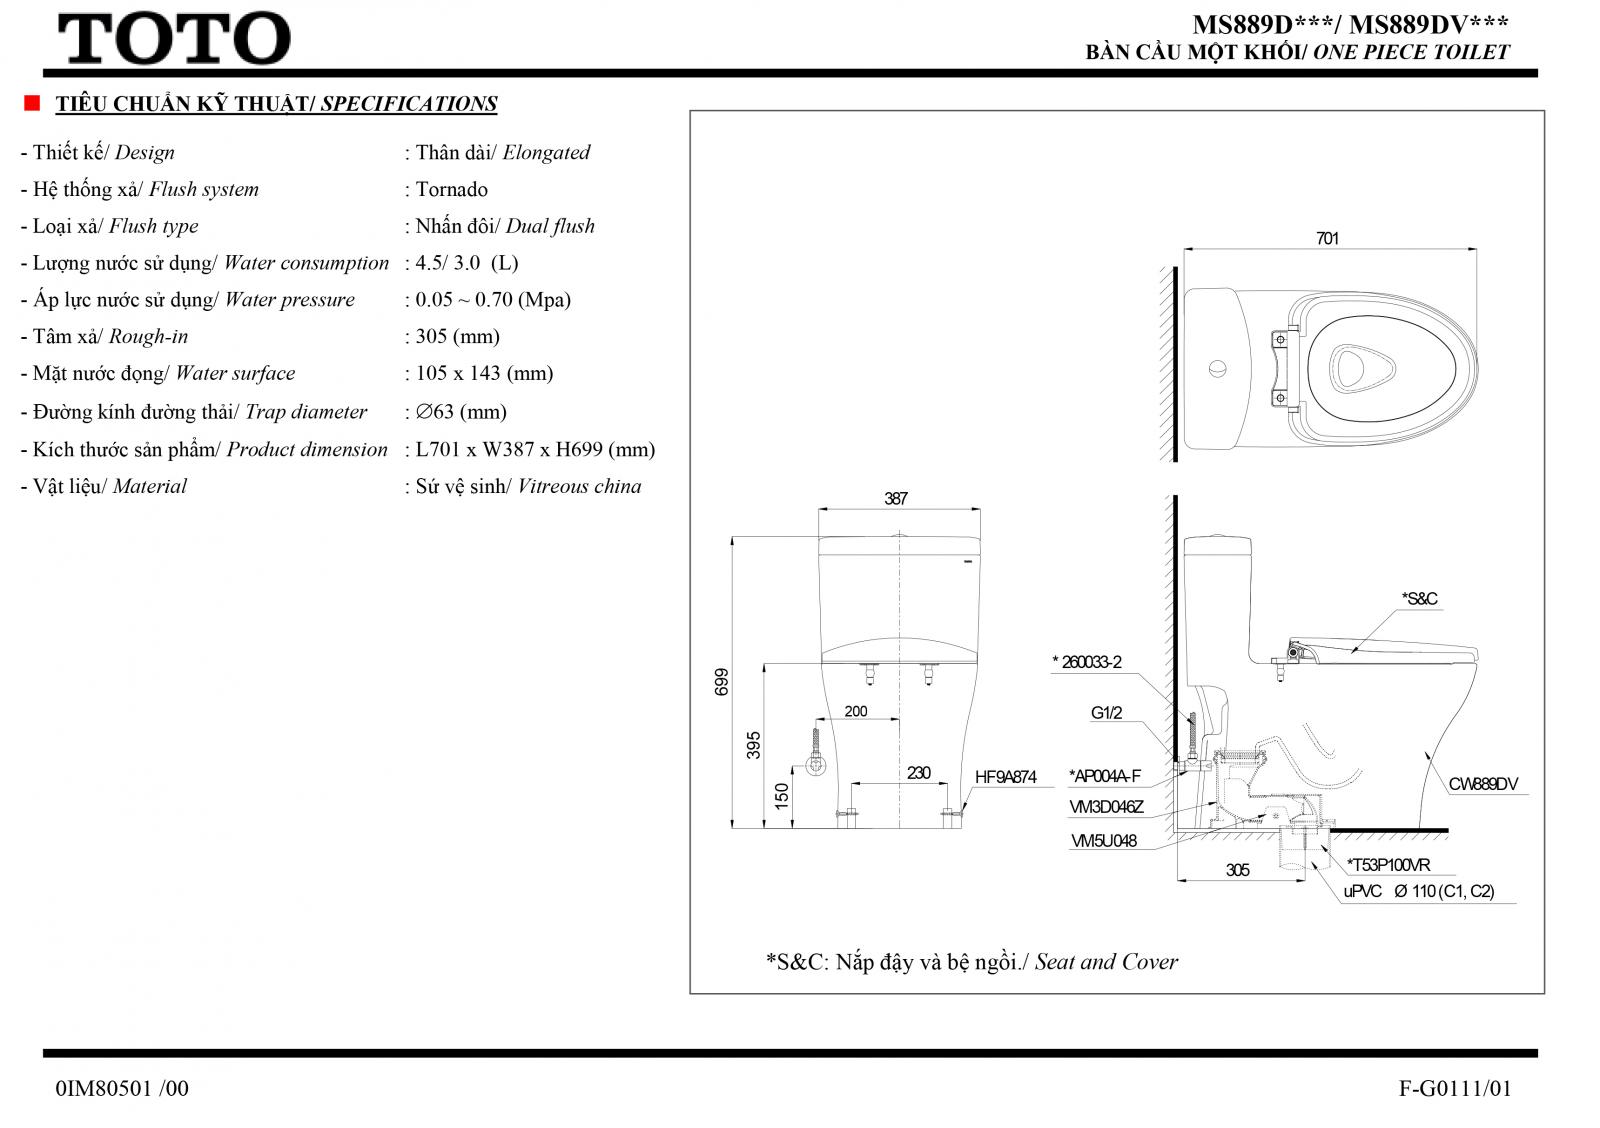 TOTO
MS889D***/ MS889DV***
BÀN CẦU MỘT KHỐI/ ONE PIECE TOILET
TIÊU CHUẨN KỸ THUẬT/ SPECIFICATIONS
- Thiết kế/ Design : Thân dài/ Elongated
- Hệ thống xả/ Flush system : Tornado
- Loại xả/ Flush type : Nhấn đôi/ Dual flush
- Lượng nước sử dụng/ Water consumption : 4.5/ 3.0 (L)
- Áp lực nước sử dụng/ Water pressure : 0.05 ~ 0.70 (Mpa)
- Tâm xả/ Rough-in : 305 (mm)
- Mặt nước đọng/ Water surface : 105 x 143 (mm)
- Đường kính đường thải/ Trap diameter : ∅63 (mm)
- Kích thước sản phẩm/ Product dimension : L701 x W387 x H699 (mm)
- Vật liệu/ Material : Sứ vệ sinh/ Vitreous china
701
387
699
395
150
200
230
HF9A874
*S&C
* 260033-2
G1/2
*AP004A-F
VM3D046Z
VM5U048
CW889DV
305
*T53P100VR
uPVC Ø 110 (C1, C2)
*S&C: Nắp đậy và bệ ngồi./ Seat and Cover
0IM80501 /00
F-G0111/01